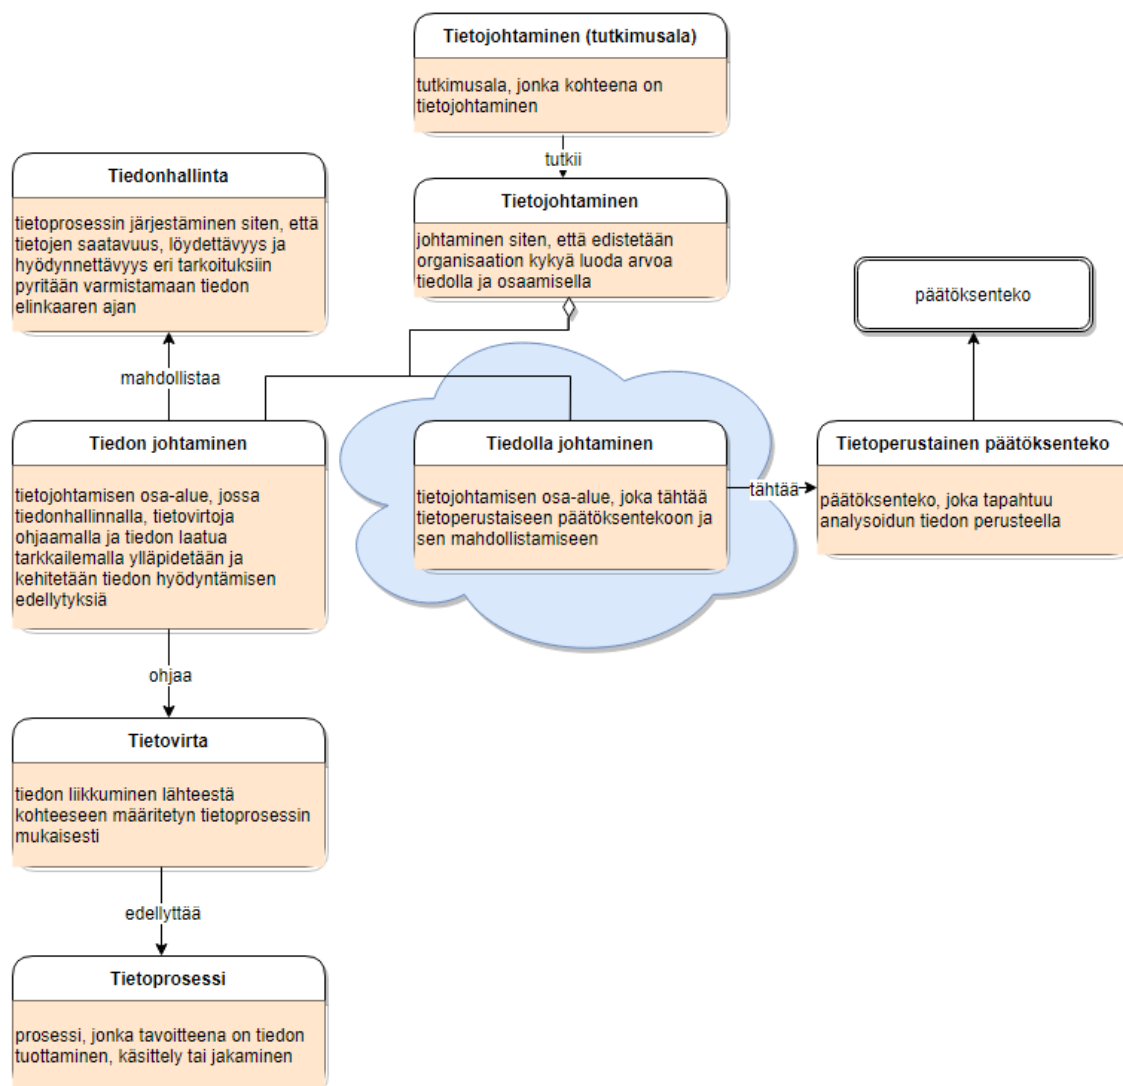 Tietojohtaminen (tutkimusala)
tutkimusala, jonka kohteena on
tietojohtaminen
tutkii
Tiedonhallinta
tietoprosessin järjestäminen siten, että
tietojen saatavuus, löydettävyys ja
hyödynnettävyys eri tarkoituksiin
pyritään varmistamaan tiedon
elinkaaren ajan
Tietojohtaminen
johtaminen siten, että edistetään
organisaation kykyä luoda arvoa
tiedolla ja osaamisella
päätöksenteko
mahdollistaa
Tiedon johtaminen
tietojohtamisen osa-alue, jossa
tiedonhallinnalla, tietovirtoja
ohjaamalla ja tiedon laatua
tarkkailemalla ylläpidetään ja
kehitetään tiedon hyödyntämisen
edellytyksiä
Tiedolla johtaminen
tietojohtamisen osa-alue, joka tähtää
tietoperustaiseen päätöksentekoon ja
sen mahdollistamiseen
tähtää
Tietoperustainen päätöksenteko
päätöksenteko, joka tapahtuu
analysoidun tiedon perusteella
ohjaa
Tietovirta
tiedon liikkuminen lähteestä
kohteeseen määritetyn tietoprosessin
mukaisesti
edellyttää
Tietoprosessi
prosessi, jonka tavoitteena on tiedon
tuottaminen, käsittely tai jakaminen